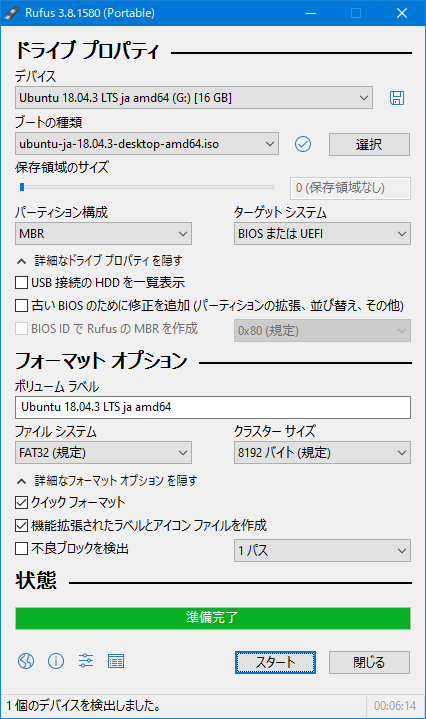 Rufus 3.8.1580 (Portable)
ドライブ プロパティ
デバイス
Ubuntu 18.04.3 LTS ja amd64 (G:) [16 GB]
ブートの種類
ubuntu-ja-18.04.3-desktop-amd64.iso
選択
保存領域のサイズ
0 (保存領域なし)
パーティション構成 ターゲット システム
MBR BIOS または UEFI
詳細なドライブ プロパティを隠す
USB 接続の HDD を一覧表示
古い BIOS のために修正を追加 (パーティションの拡張、並び替え、その他)
BIOS ID で Rufus の MBR を作成 0x80 (規定)
フォーマット オプション
ボリューム ラベル
Ubuntu 18.04.3 LTS ja amd64
ファイル システム クラスター サイズ
FAT32 (規定) 8192 バイト (規定)
詳細なフォーマット オプション を隠す
クイック フォーマット
機能拡張されたラベルとアイコン ファイルを作成
不良ブロックを検出 1 パス
状態
準備完了
スタート 閉じる
1 個のデバイスを検出しました。 00:06:14